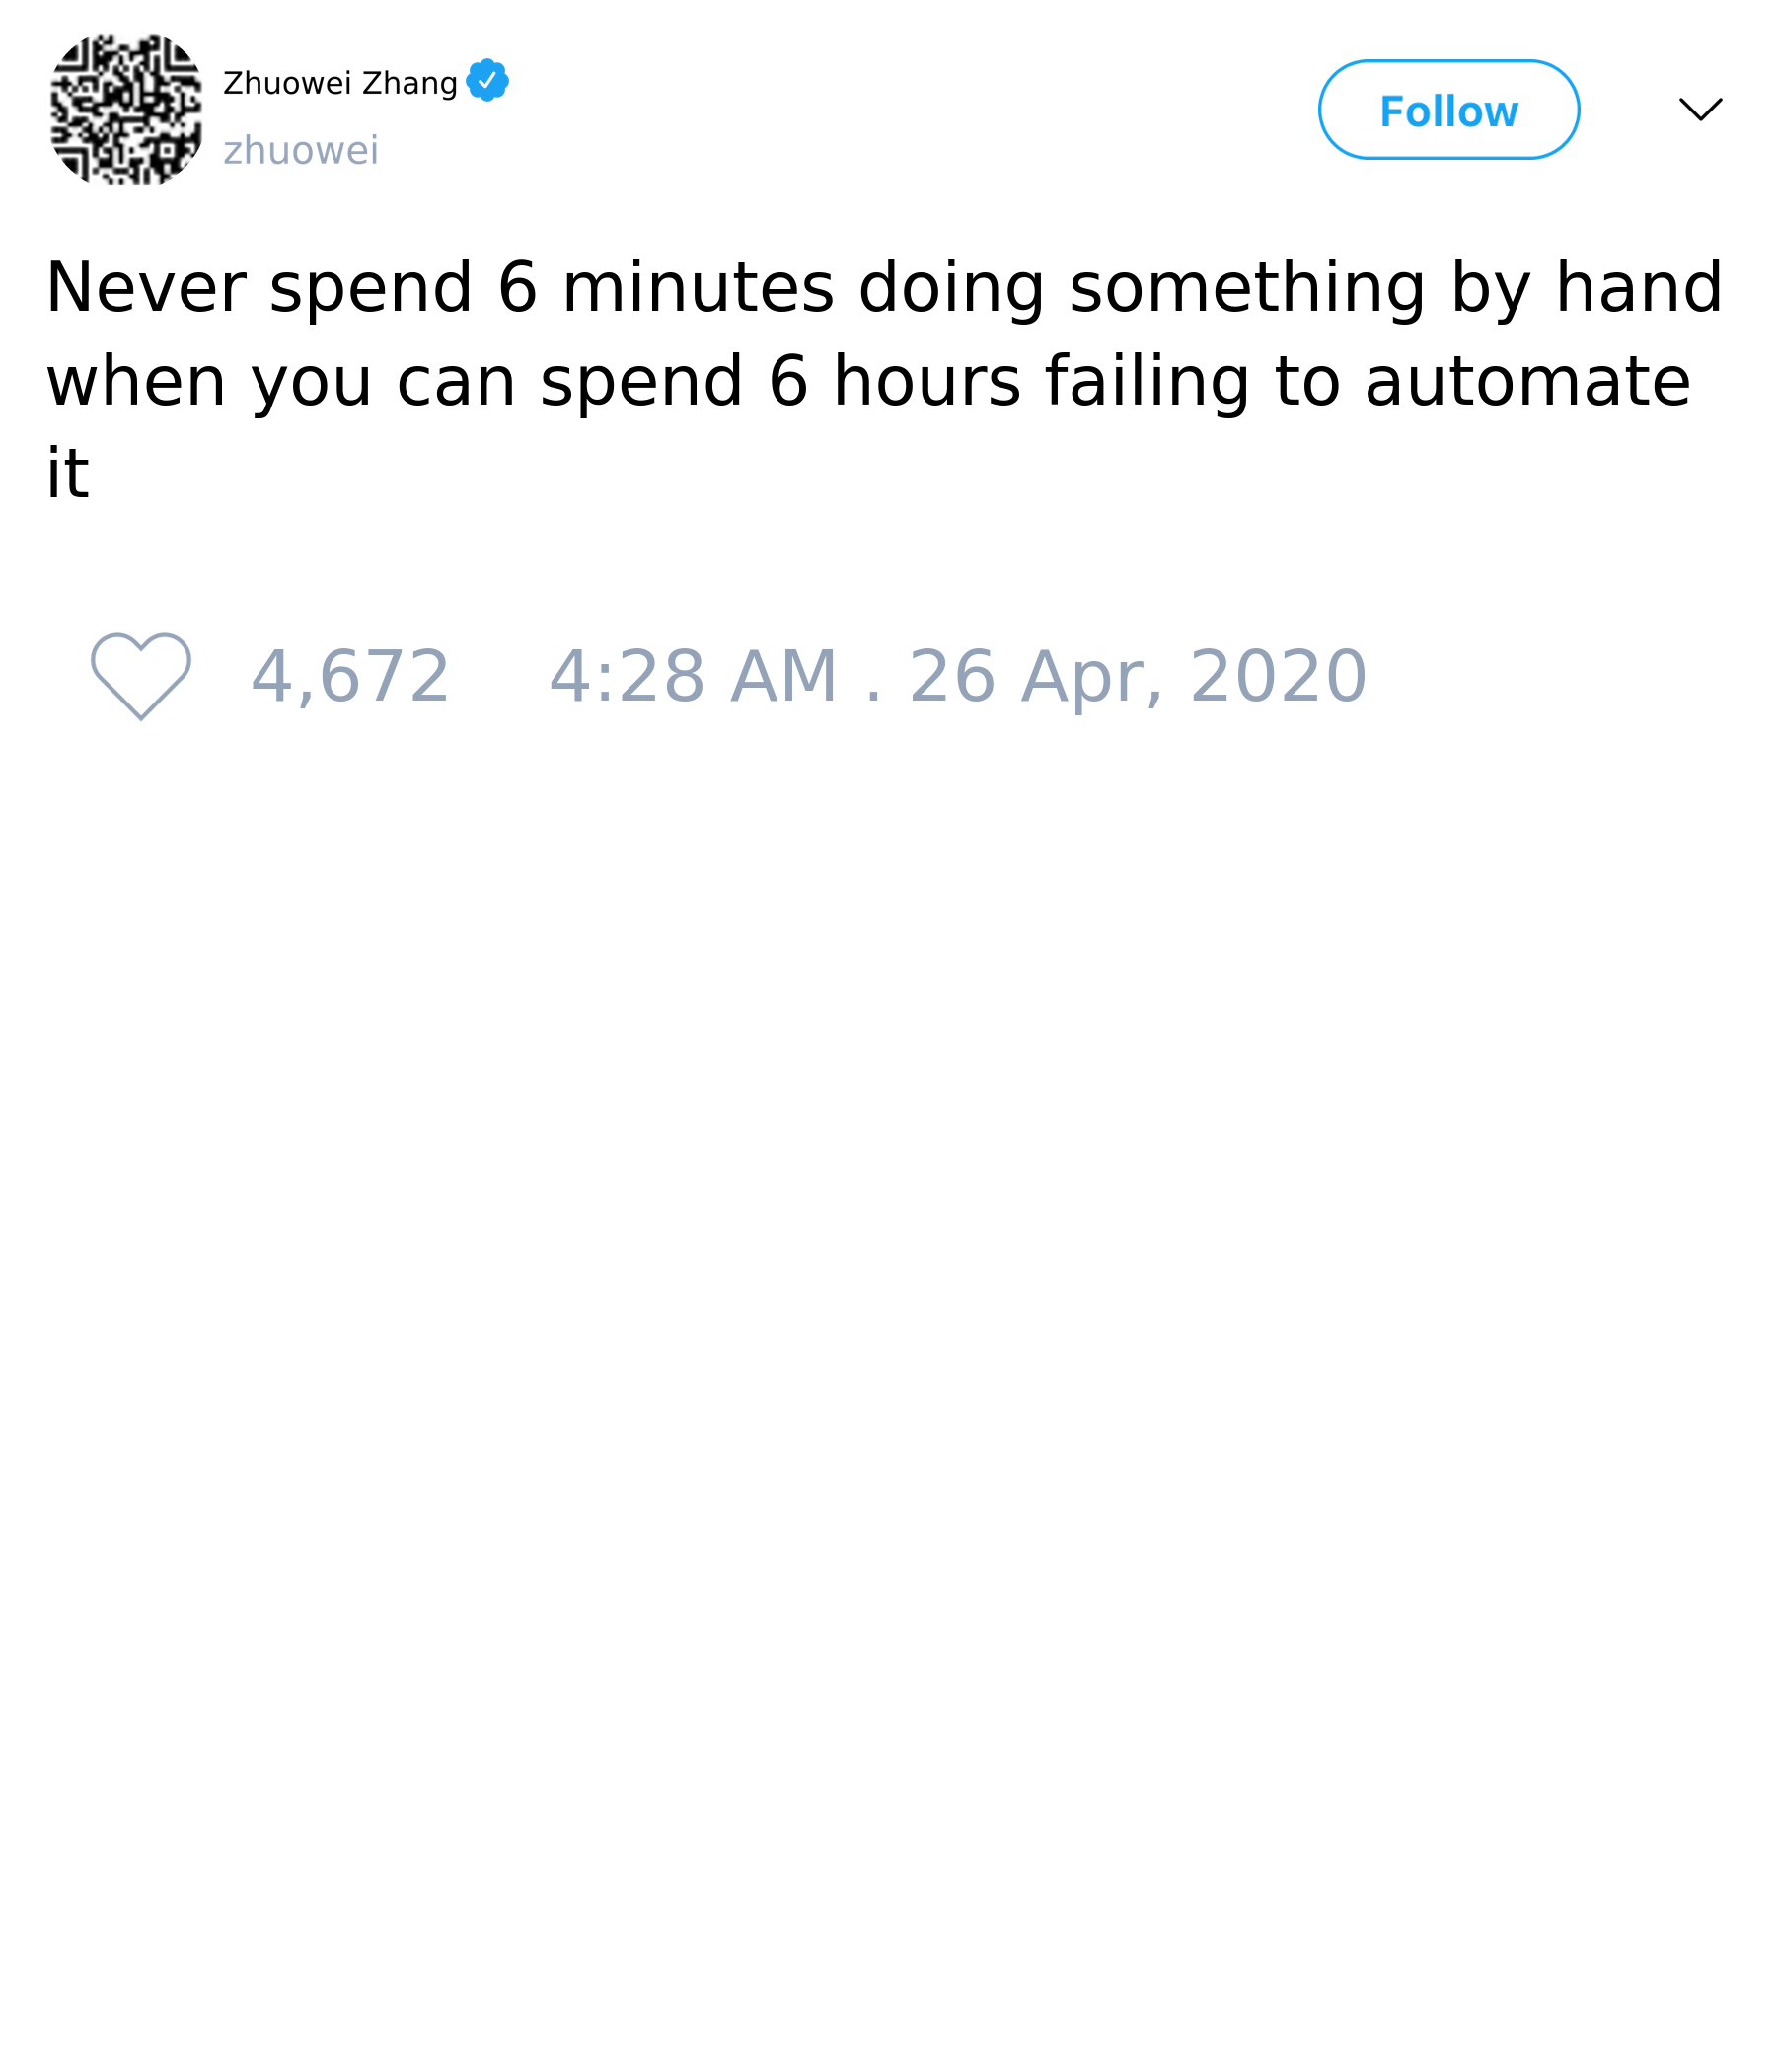 Zhuowei Zhang
zhuowei
Follow
Never spend 6 minutes doing something by hand
when you can spend 6 hours failing to automate
it
4,672 4:28 AM . 26 Apr, 2020